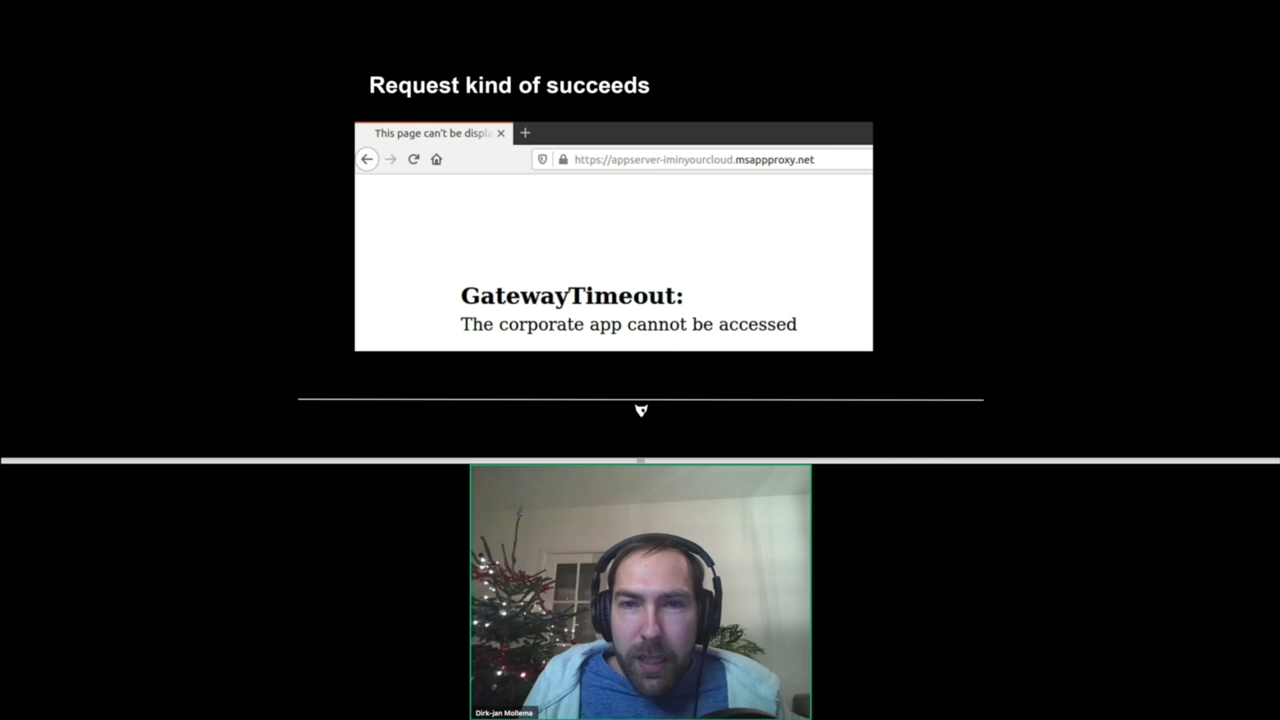 Request kind of succeeds
This page can't be displa
https://appserver-iminyourcloud.msappproxy.net
GatewayTimeout:
The corporate app cannot be accessed
Dirk-jan Mollema